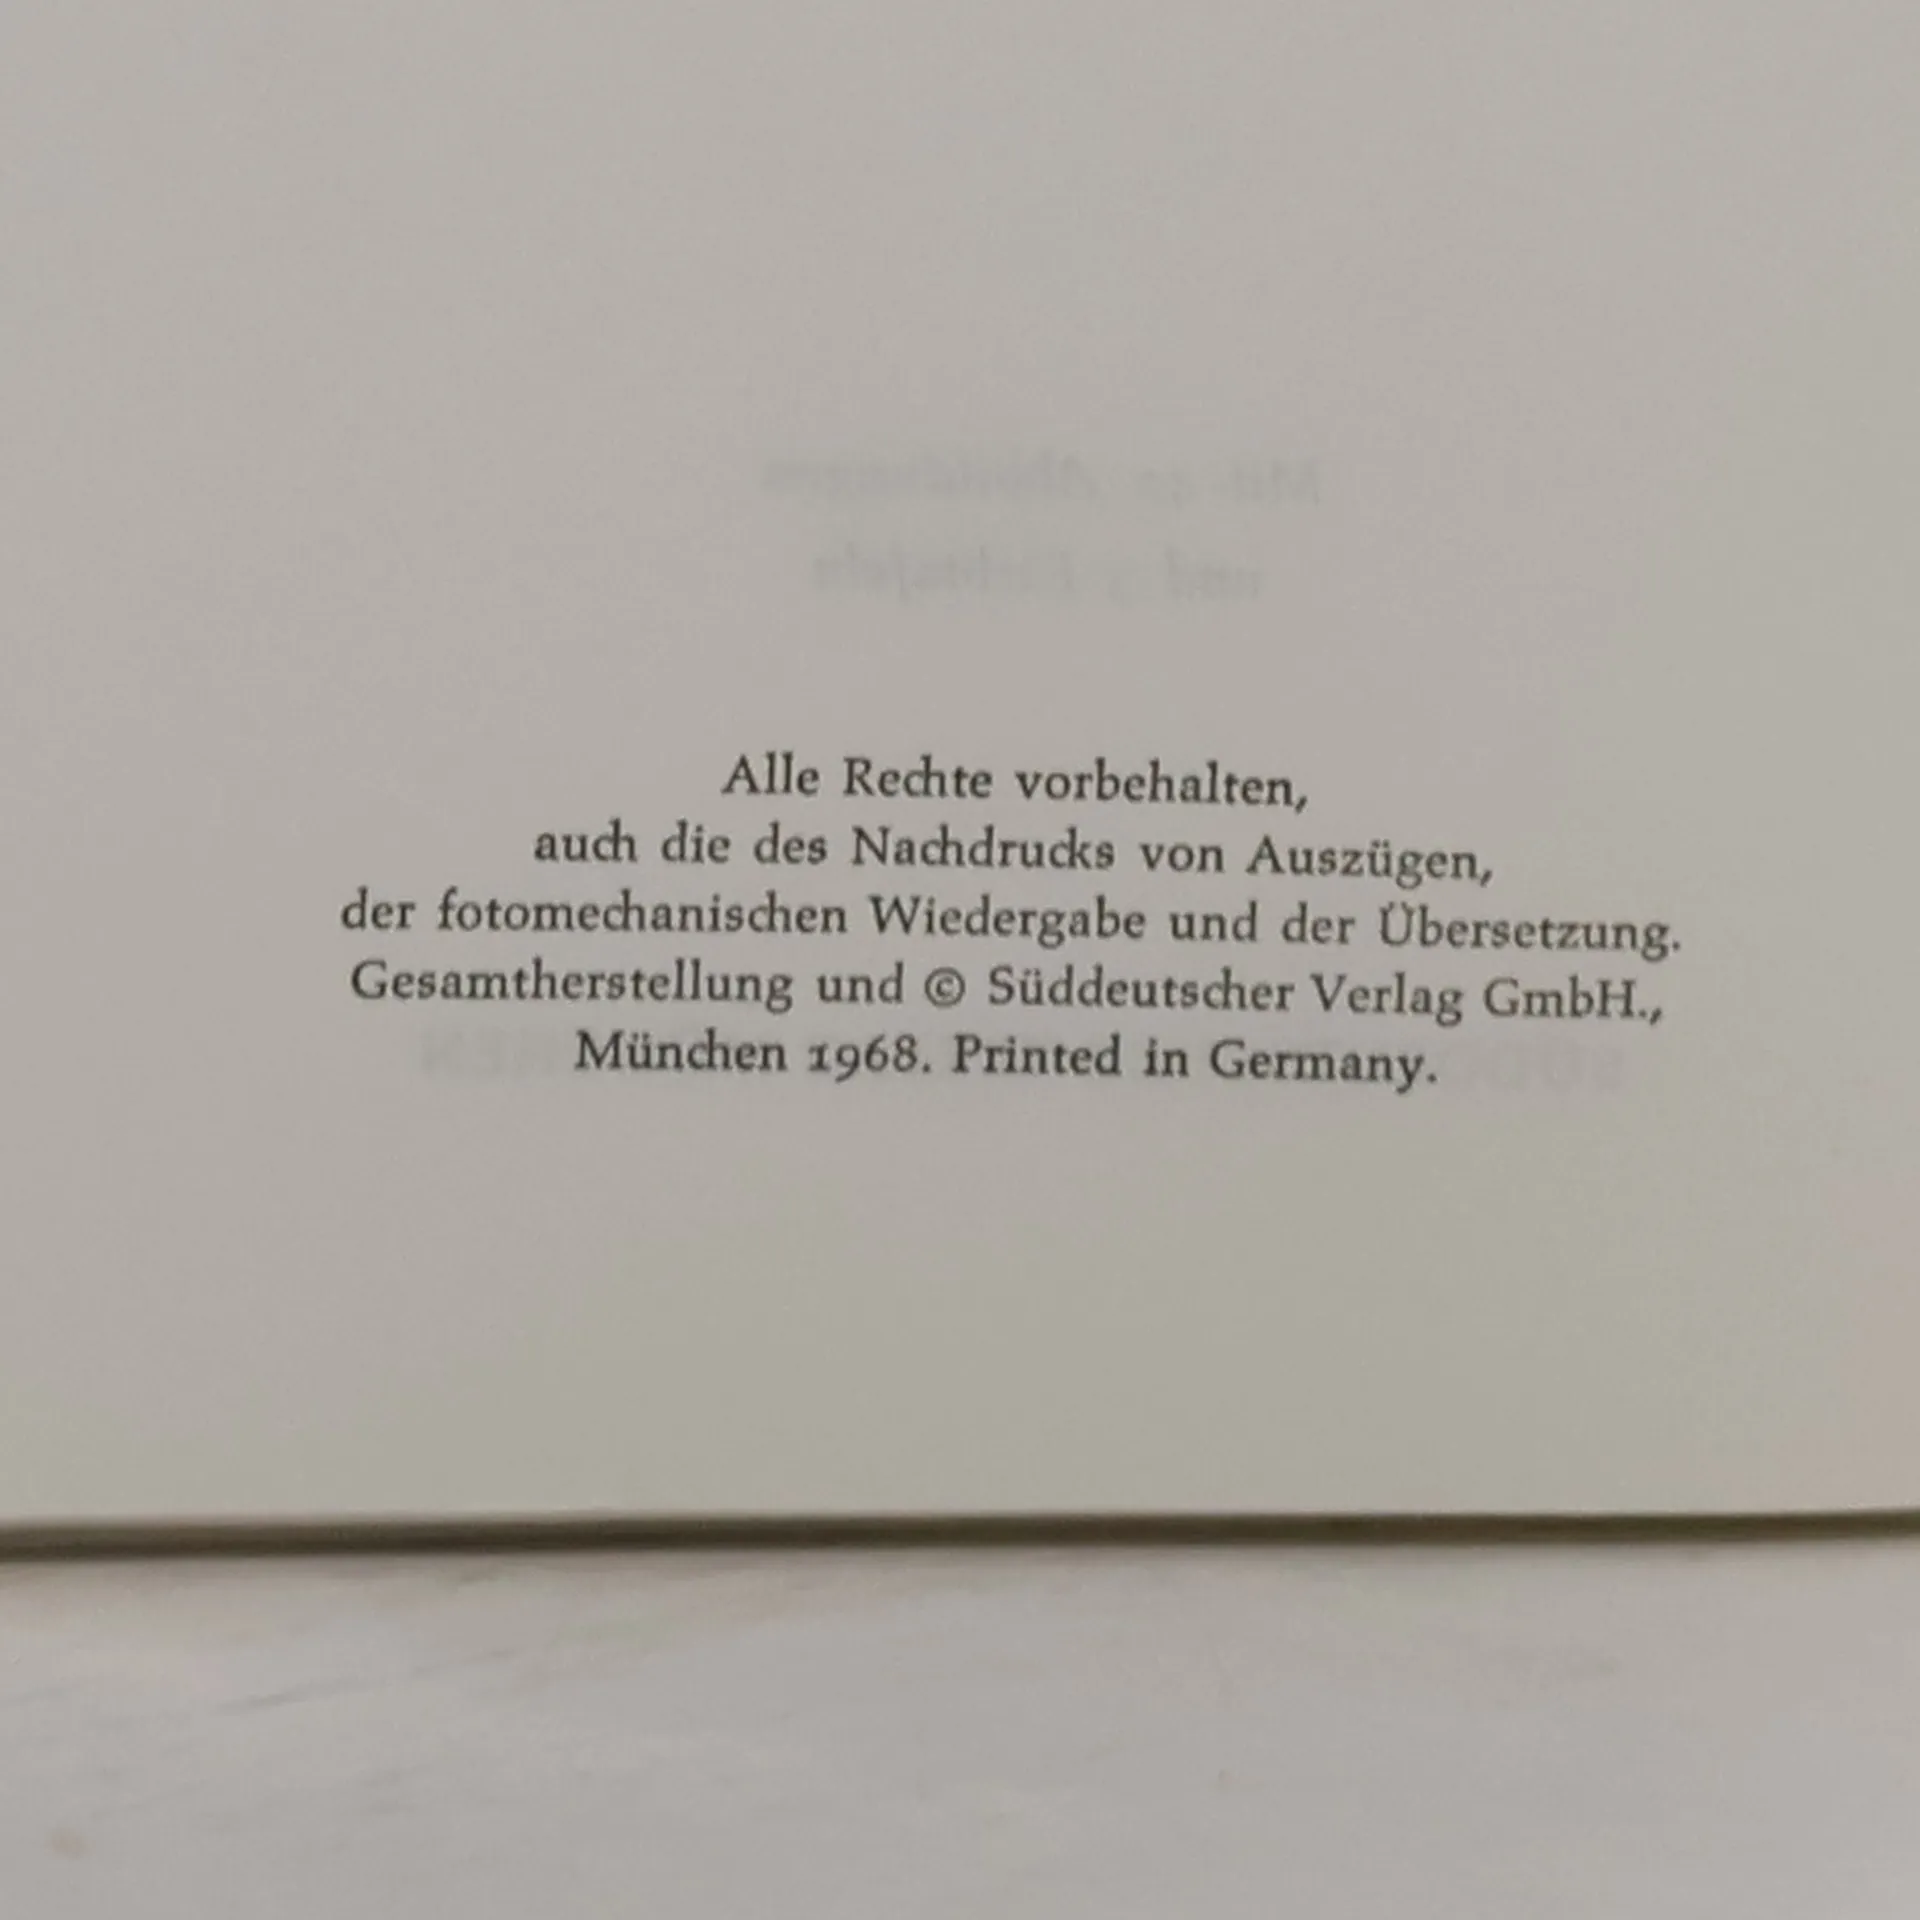 Alle Rechte vorbehalten,
auch die des Nachdrucks von Auszügen,
der fotomechanischen Wiedergabe und der Übersetzung.
Gesamtherstellung und © Süddeutscher Verlag GmbH.,
München 1968. Printed in Germany.